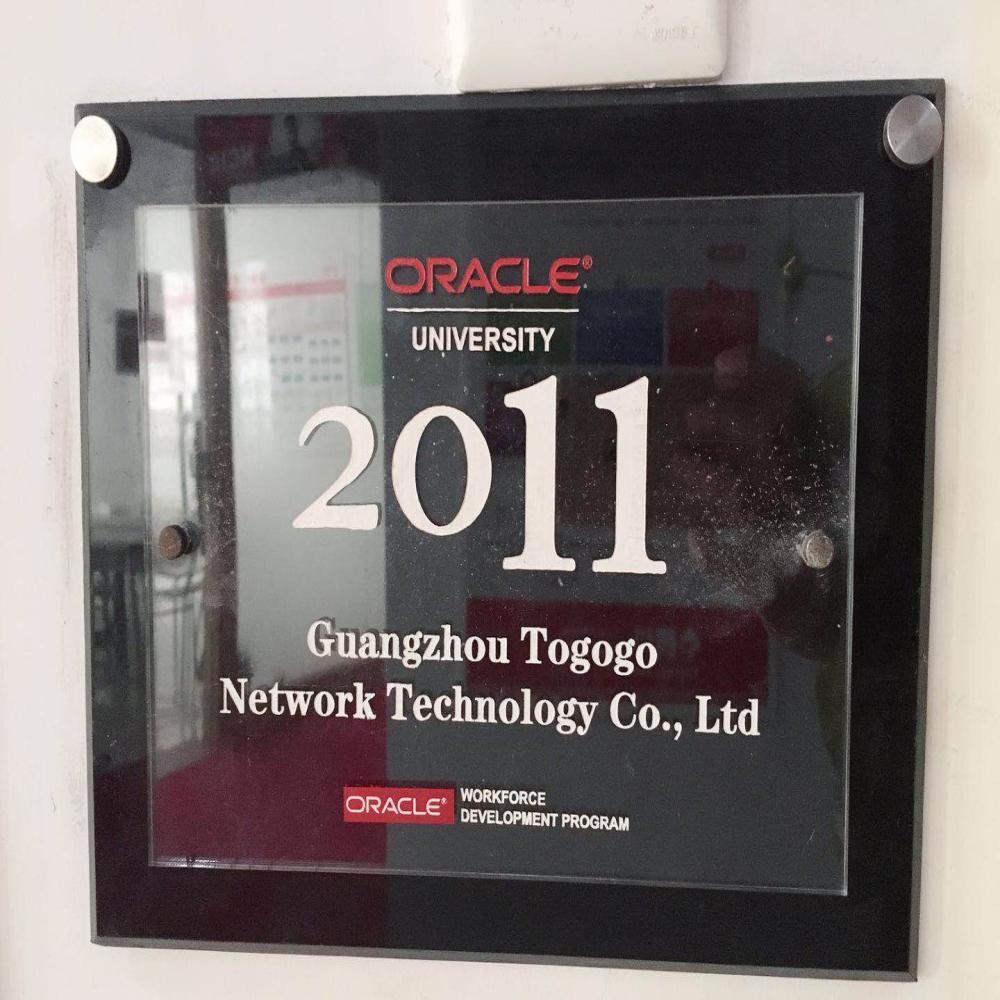 ORACLE®
UNIVERSITY
2011
Guangzhou Togogo
Network Technology Co., Ltd
ORACLE®
WORKFORCE
DEVELOPMENT PROGRAM